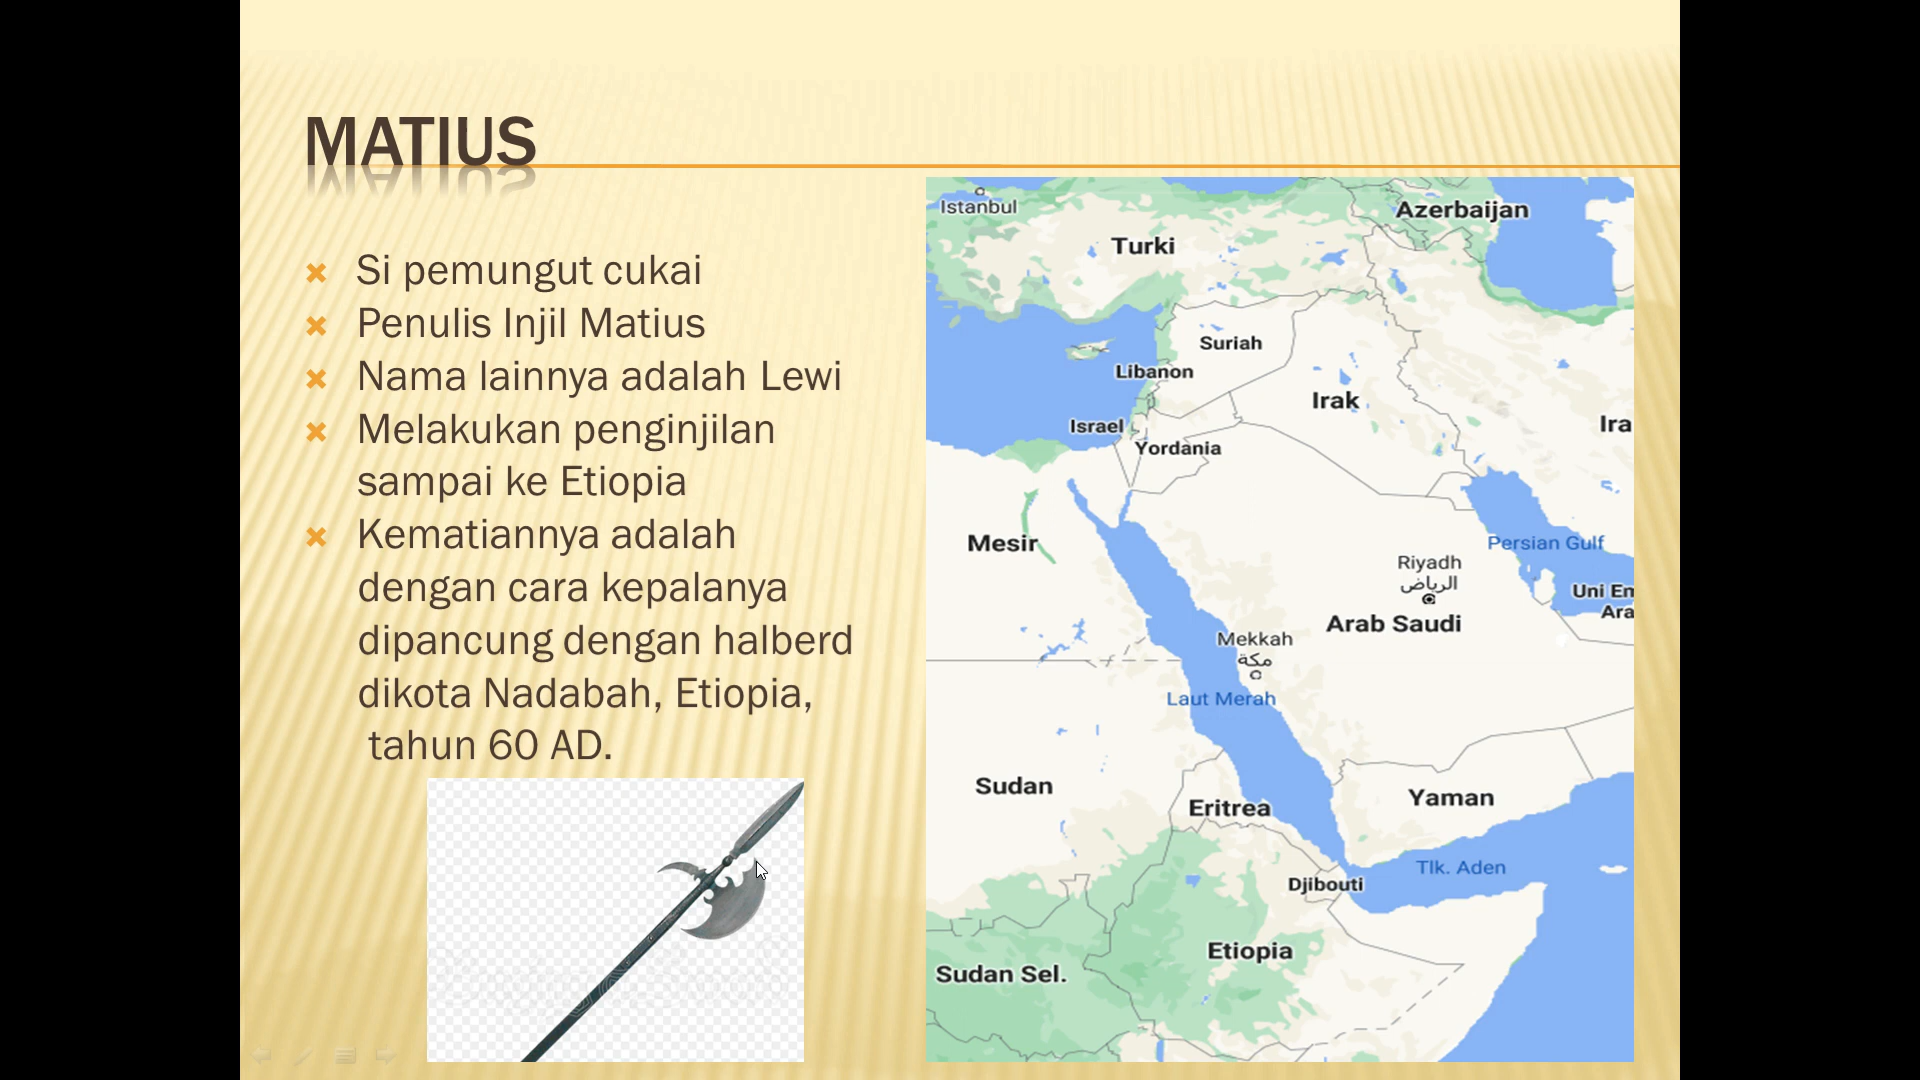 MATIUS
Si pemungut cukai
Penulis Injil Matius
Nama lainnya adalah Lewi
Melakukan penginjilan
sampai ke Etiopia
Kematiannya adalah
dengan cara kepalanya
dipancung dengan halberd
dikota Nadabah, Etiopia,
tahun 60 AD.
Istanbul
Azerbaijan
Turki
Suriah
Libanon
Irak
Ira
Israel
Yordania
Mesir
Persian Gulf
Riyadh
الرياض
Uni Em
Ara
Arab Saudi
Mekkah
مكة
Laut Merah
Sudan
Eritrea
Yaman
Tlk. Aden
Djibouti
Etiopia
Sudan Sel.